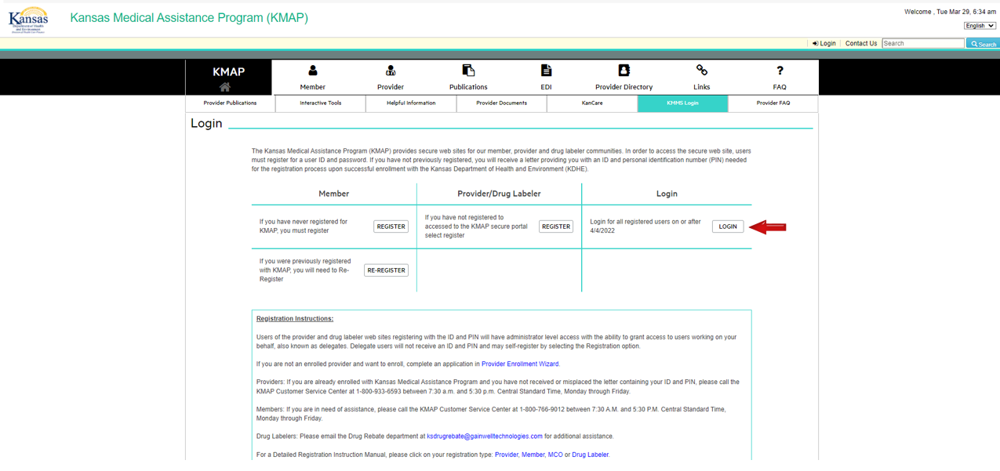 Kansas
Department of Health
and Environment
Kansas Medical Assistance Program (KMAP)
Welcome , Tue Mar 29, 6:34 am
English
Login
Contact Us
Search
Search
KMAP
Member
Provider
Publications
EDI
Provider Directory
Links
? FAQ
Provider Publications
Interactive Tools
Helpful Information
Provider Documents
KanCare
KMMS Login
Provider FAQ
Login
The Kansas Medical Assistance Program (KMAP) provides secure web sites for our member, provider and drug labeler communities. In order to access the secure web site, users
must register for a user ID and password. If you have not previously registered, you will receive a letter providing you with an ID and personal identification number (PIN) needed
for the registration process upon successful enrollment with the Kansas Department of Health and Environment (KDHE).
Member
Provider/Drug Labeler
Login
If you have never registered for
KMAP, you must register
REGISTER
If you have not registered to
accessed to the KMAP secure portal
select register
REGISTER
Login for all registered users on or after
4/4/2022
LOGIN
If you were previously registered
with KMAP, you will need to Re-
Register
RE-REGISTER
Registration Instructions:
Users of the provider and drug labeler web sites registering with the ID and PIN will have administrator level access with the ability to grant access to users working on your
behalf, also known as delegates. Delegate users will not receive an ID and PIN and may self-register by selecting the Registration option.
If you are not an enrolled provider and want to enroll, complete an application in Provider Enrollment Wizard.
Providers: If you are already enrolled with Kansas Medical Assistance Program and you have not received or misplaced the letter containing your ID and PIN, please call the
KMAP Customer Service Center at 1-800-933-6593 between 7:30 a.m. and 5:30 p.m. Central Standard Time, Monday through Friday.
Members: If you are in need of assistance, please call the KMAP Customer Service Center at 1-800-766-9012 between 7:30 A.M. and 5:30 P.M. Central Standard Time,
Monday through Friday.
Drug Labelers: Please email the Drug Rebate department at ksdrugrebate@gainwelltechnologies.com for additional assistance.
For a Detailed Registration Instruction Manual, please click on your registration type: Provider, Member, MCO or Drug Labeler.